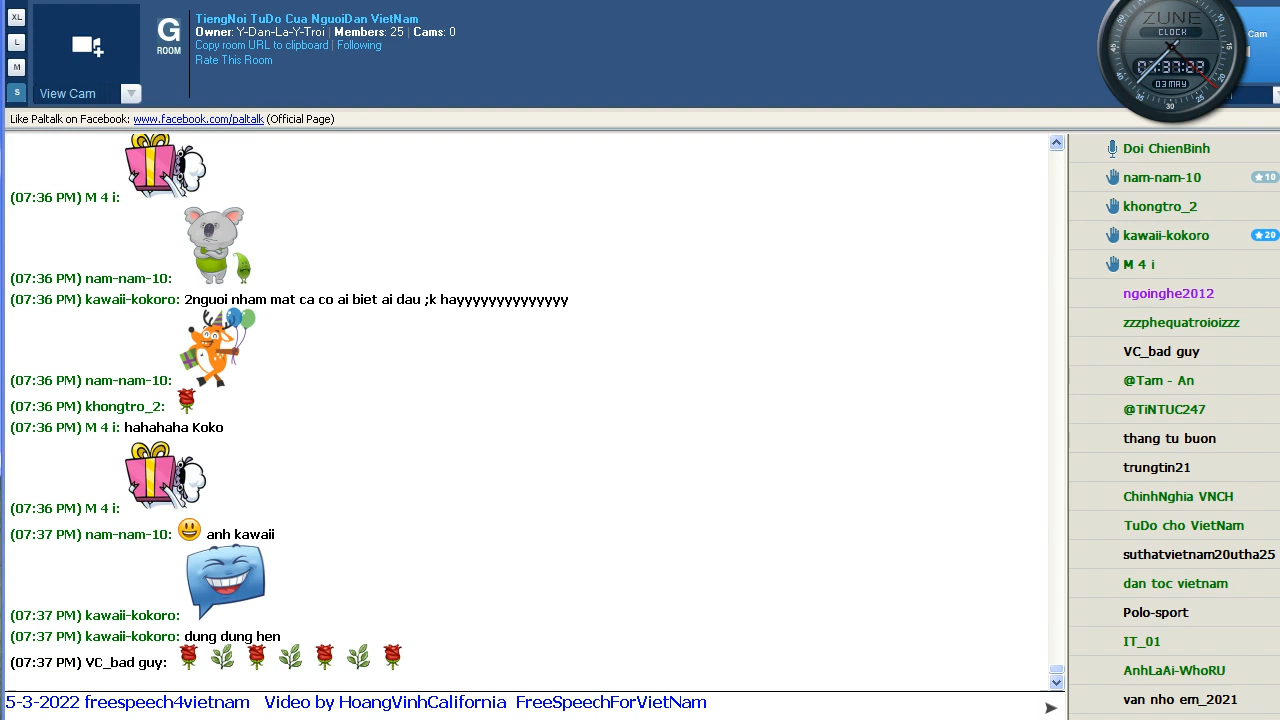 XL
L
M
S
View Cam
G
ROOM
TiengNoi TuDo Cua NguoiDan VietNam
Owner: Y-Dan-La-Y-Troi | Members: 25 | Cams: 0
Copy room URL to clipboard | Following
Rate This Room
ZUNE
CLOCK
07:37:22
03 MAY
Cam
Like Paltalk on Facebook: www.facebook.com/paltalk (Official Page)
(07:36 PM) M 4 i:
(07:36 PM) nam-nam-10:
(07:36 PM) kawaii-kokoro: 2nguoi nham mat ca co ai biet ai dau ;k hayyyyyyyyyyyyyy
(07:36 PM) nam-nam-10:
(07:36 PM) khongtro_2:
(07:36 PM) M 4 i: hahahaha Koko
(07:36 PM) M 4 i:
(07:37 PM) nam-nam-10: anh kawaii
(07:37 PM) kawaii-kokoro:
(07:37 PM) kawaii-kokoro: dung dung hen
(07:37 PM) VC_bad guy:
5-3-2022 freespeech4vietnam Video by HoangVinhCalifornia FreeSpeechForVietNam
Doi ChienBinh
nam-nam-10 10
khongtro_2
kawaii-kokoro 20
M 4 i
ngoinghe2012
zzzphequatroioizzz
VC_bad guy
@Tam - An
@TiNTUC247
thang tu buon
trungtin21
ChinhNghia VNCH
TuDo cho VietNam
suthatvietnam20utha25
dan toc vietnam
Polo-sport
IT_01
AnhLaAi-WhoRU
van nho em_2021